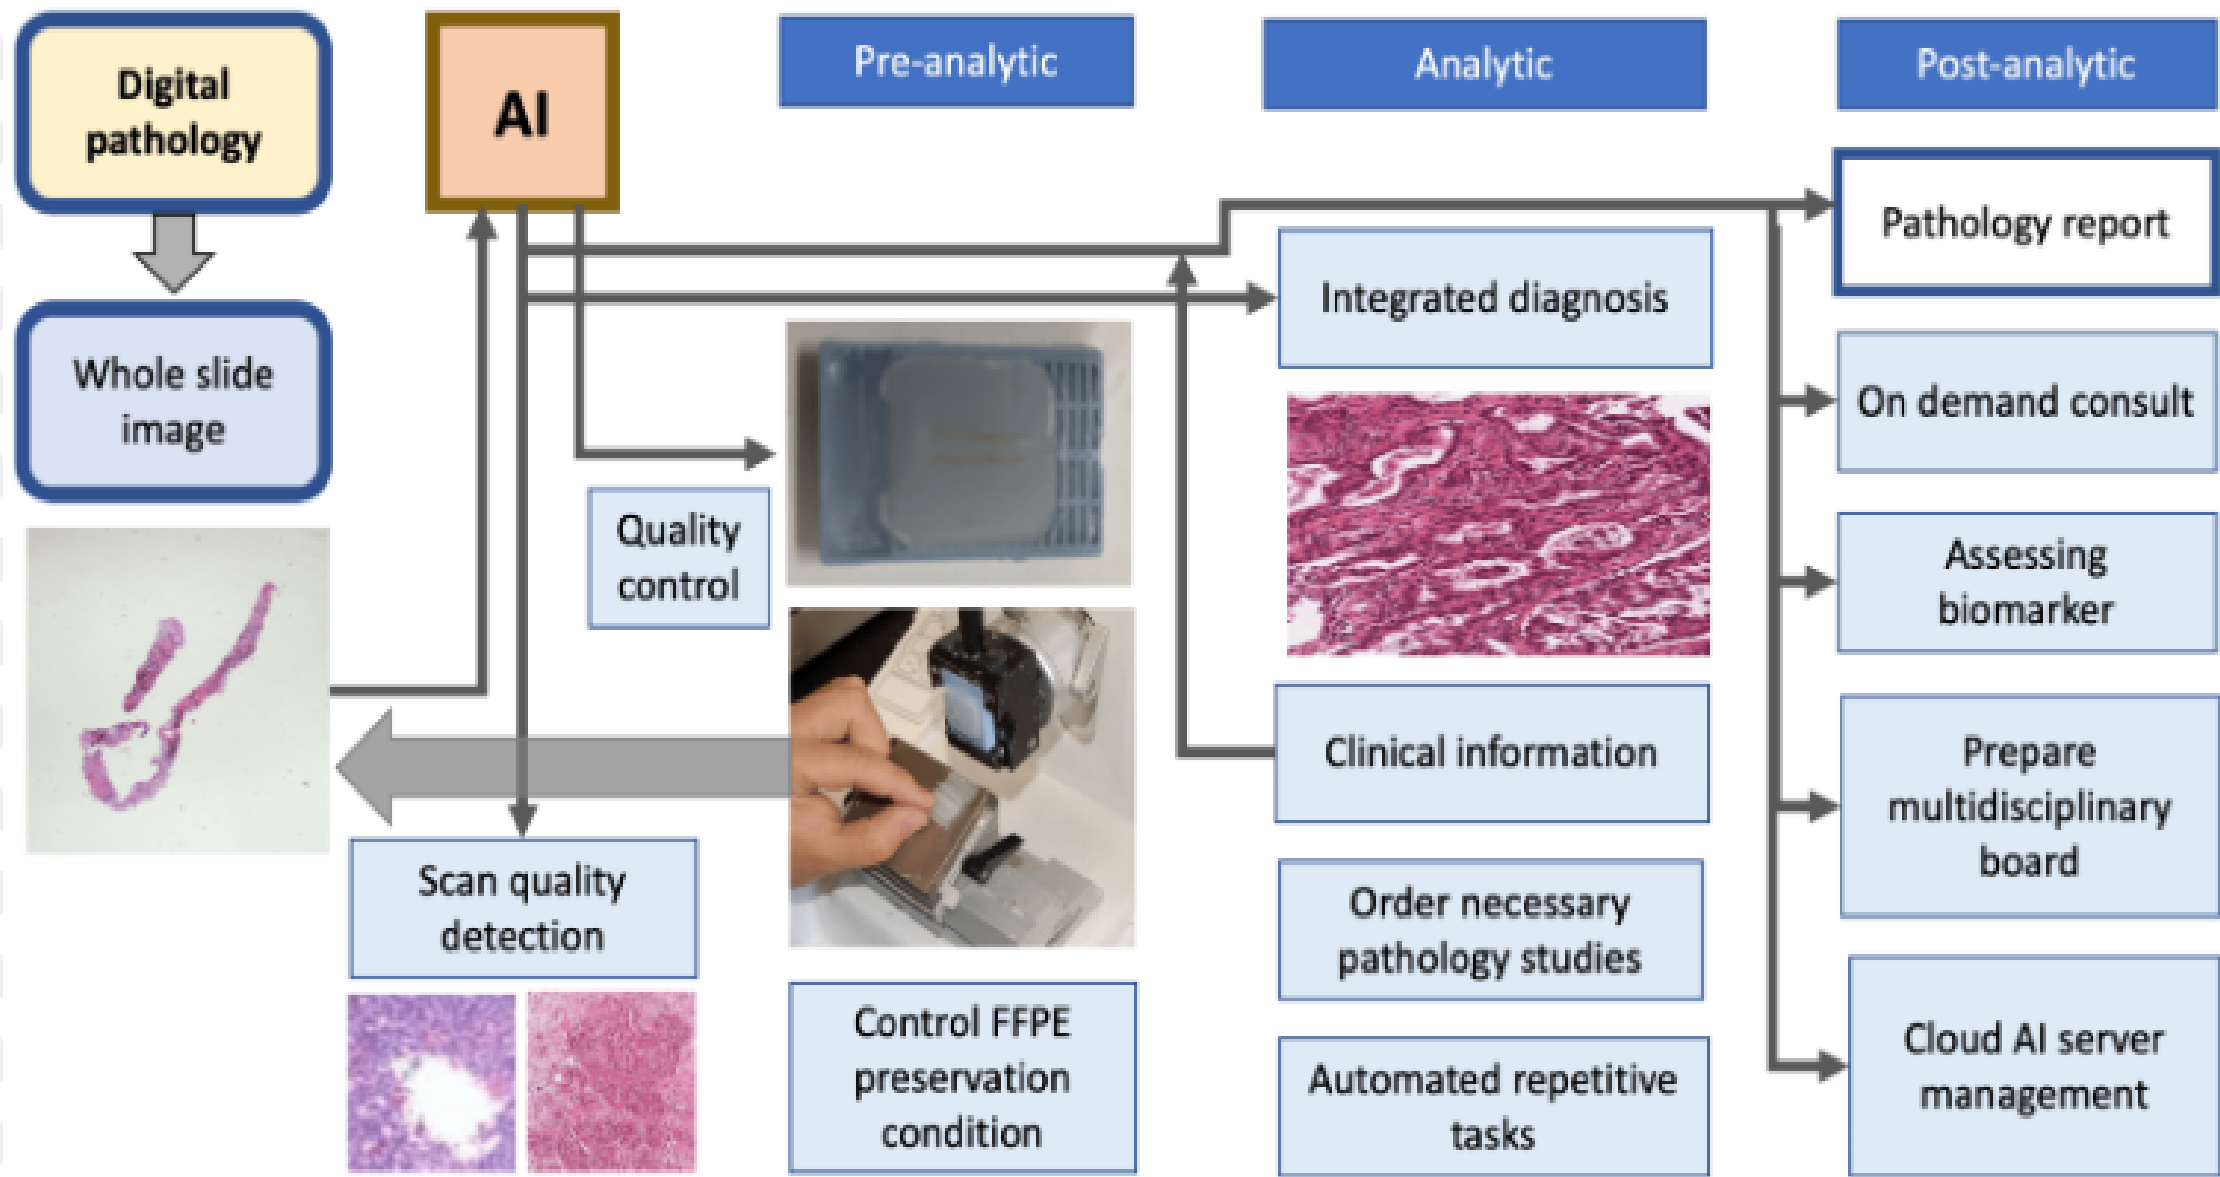 Digital
pathology
AI
Pre-analytic
Analytic
Post-analytic
Whole slide
image
Quality
control
Scan quality
detection
Control FFPE
preservation
condition
Integrated diagnosis
Clinical information
Order necessary
pathology studies
Automated repetitive
tasks
Pathology report
On demand consult
Assessing
biomarker
Prepare
multidisciplinary
board
Cloud AI server
management